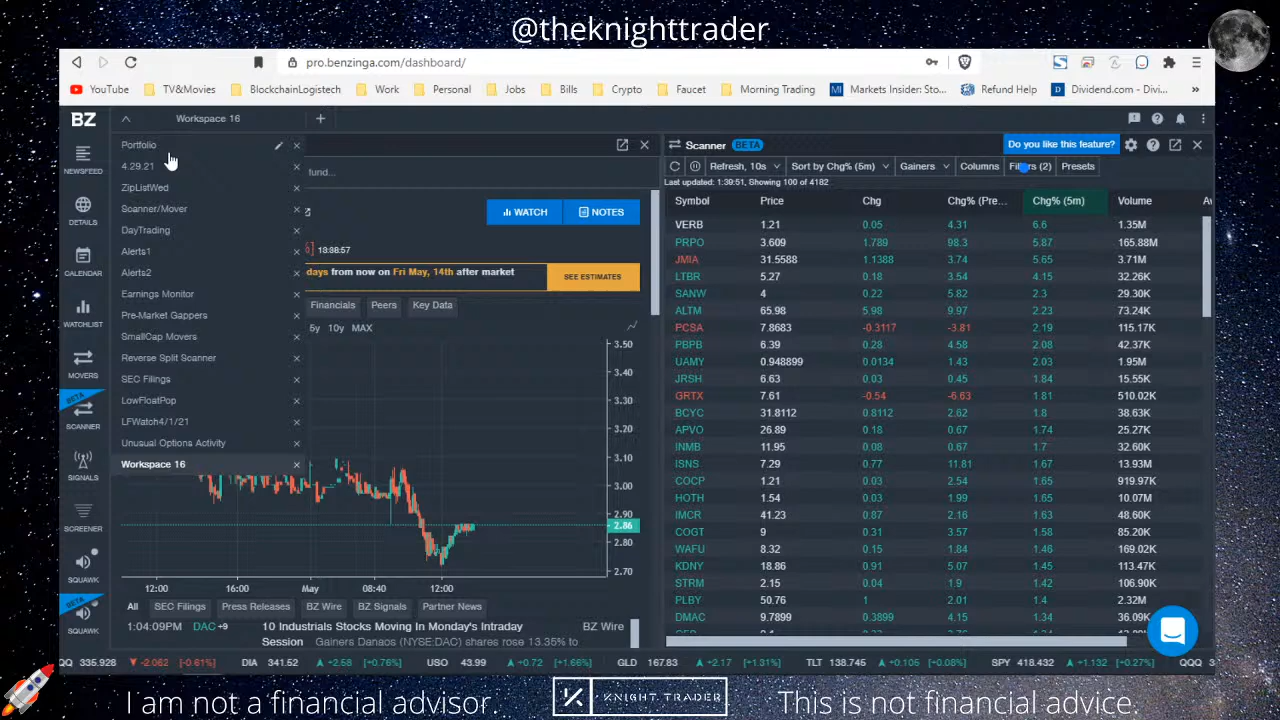 @theknighttrader
pro.benzinga.com/dashboard/
YouTube TV&Movies BlockchainLogistech Work Personal Jobs Bills Crypto Faucet Morning Trading Markets Insider: Sto... Refund Help Dividend.com - Divi...
BZ Workspace 16
Portfolio
4.29.21
ZipListWed
Scanner/Mover
DayTrading
Alerts1
Alerts2
Earnings Monitor
Pre-Market Gappers
SmallCap Movers
Reverse Split Scanner
SEC Filings
LowFloatPop
LFWatch4/1/21
Unusual Options Activity
Workspace 16
NEWSFEED
DETAILS
CALENDAR
WATCHLIST
MOVERS
BETA
SCANNER
SIGNALS
SCREENER
SQUAWK
BETA
SQUAWK
fund...
WATCH NOTES
13:38:57
days from now on Fri May, 14th after market
SEE ESTIMATES
Financials Peers Key Data
5y 10y MAX
3.50
3.40
3.30
3.20
3.10
3.00
2.90
2.86
2.80
2.70
12:00 16:00 May 08:40 12:00
All SEC Filings Press Releases BZ Wire BZ Signals Partner News
1:04:09PM DAC +9 10 Industrials Stocks Moving In Monday's Intraday BZ Wire
Session Gainers Danaos (NYSE:DAC) shares rose 13.35% to
Scanner BETA Do you like this feature?
Refresh, 10s Sort by Chg% (5m) Gainers Columns Filters (2) Presets
Last updated: 1:39:51, Showing 100 of 4182
Symbol Price Chg Chg% (Pre... Chg% (5m) Volume Av
VERB 1.21 0.05 4.31 6.6 1.35M
PRPO 3.609 1.789 98.3 5.87 165.88M
JMIA 31.5588 1.1388 3.74 5.65 3.71M
LTBR 5.27 0.18 3.54 4.15 32.26K
SANW 4 0.22 5.82 2.3 29.30K
ALTM 65.98 5.98 9.97 2.23 73.24K
PCSA 7.8683 -0.3117 -3.81 2.19 115.17K
PBPB 6.39 0.28 4.58 2.08 42.37K
UAMY 0.948899 0.0134 1.43 2.03 1.95M
JRSH 6.63 0.03 0.45 1.84 15.55K
GRTX 7.61 -0.54 -6.63 1.81 510.02K
BCYC 31.8112 0.8112 2.62 1.8 38.63K
APVO 26.89 0.18 0.67 1.74 25.27K
INMB 11.95 0.08 0.67 1.7 32.60K
ISNS 7.29 0.77 11.81 1.67 13.93M
COCP 1.21 0.03 2.54 1.65 919.97K
HOTH 1.54 0.03 1.99 1.65 10.07M
IMCR 41.23 0.87 2.16 1.63 48.60K
COGT 9 0.31 3.57 1.58 85.20K
WAFU 8.32 0.15 1.84 1.46 169.02K
KDNY 18.86 0.91 5.07 1.45 113.47K
STRM 2.15 0.04 1.9 1.42 106.90K
PLBY 50.76 1 2.01 1.4 2.32M
DMAC 9.7899 0.3899 4.15 1.34 57.30K
QQ 335.928 -2.062 [-0.61%] DIA 341.52 +2.58 [+0.76%] USO 43.99 +0.72 [+1.66%] GLD 167.83 +2.17 [+1.31%] TLT 138.745 +0.105 [+0.08%] SPY 418.432 +1.132 [+0.27%] QQQ 3
I am not a financial advisor. KNIGHT TRADER This is not financial advice.